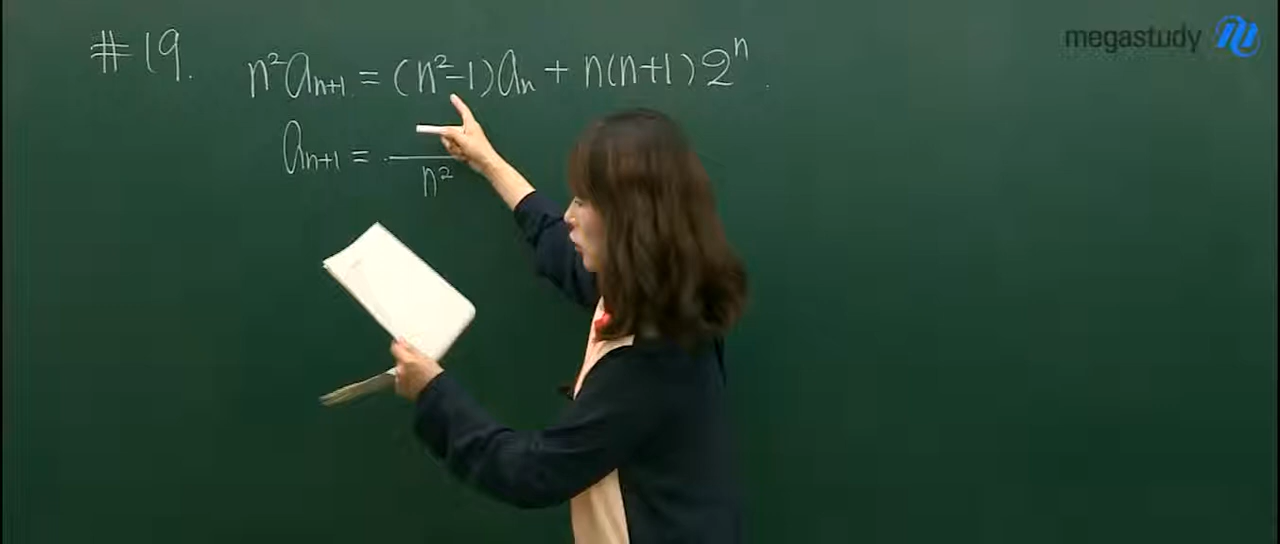 #19.
n²aₙ₊₁ = (n²-1)aₙ + n(n+1)2ⁿ.
aₙ₊₁ = ─ n²
megastudy